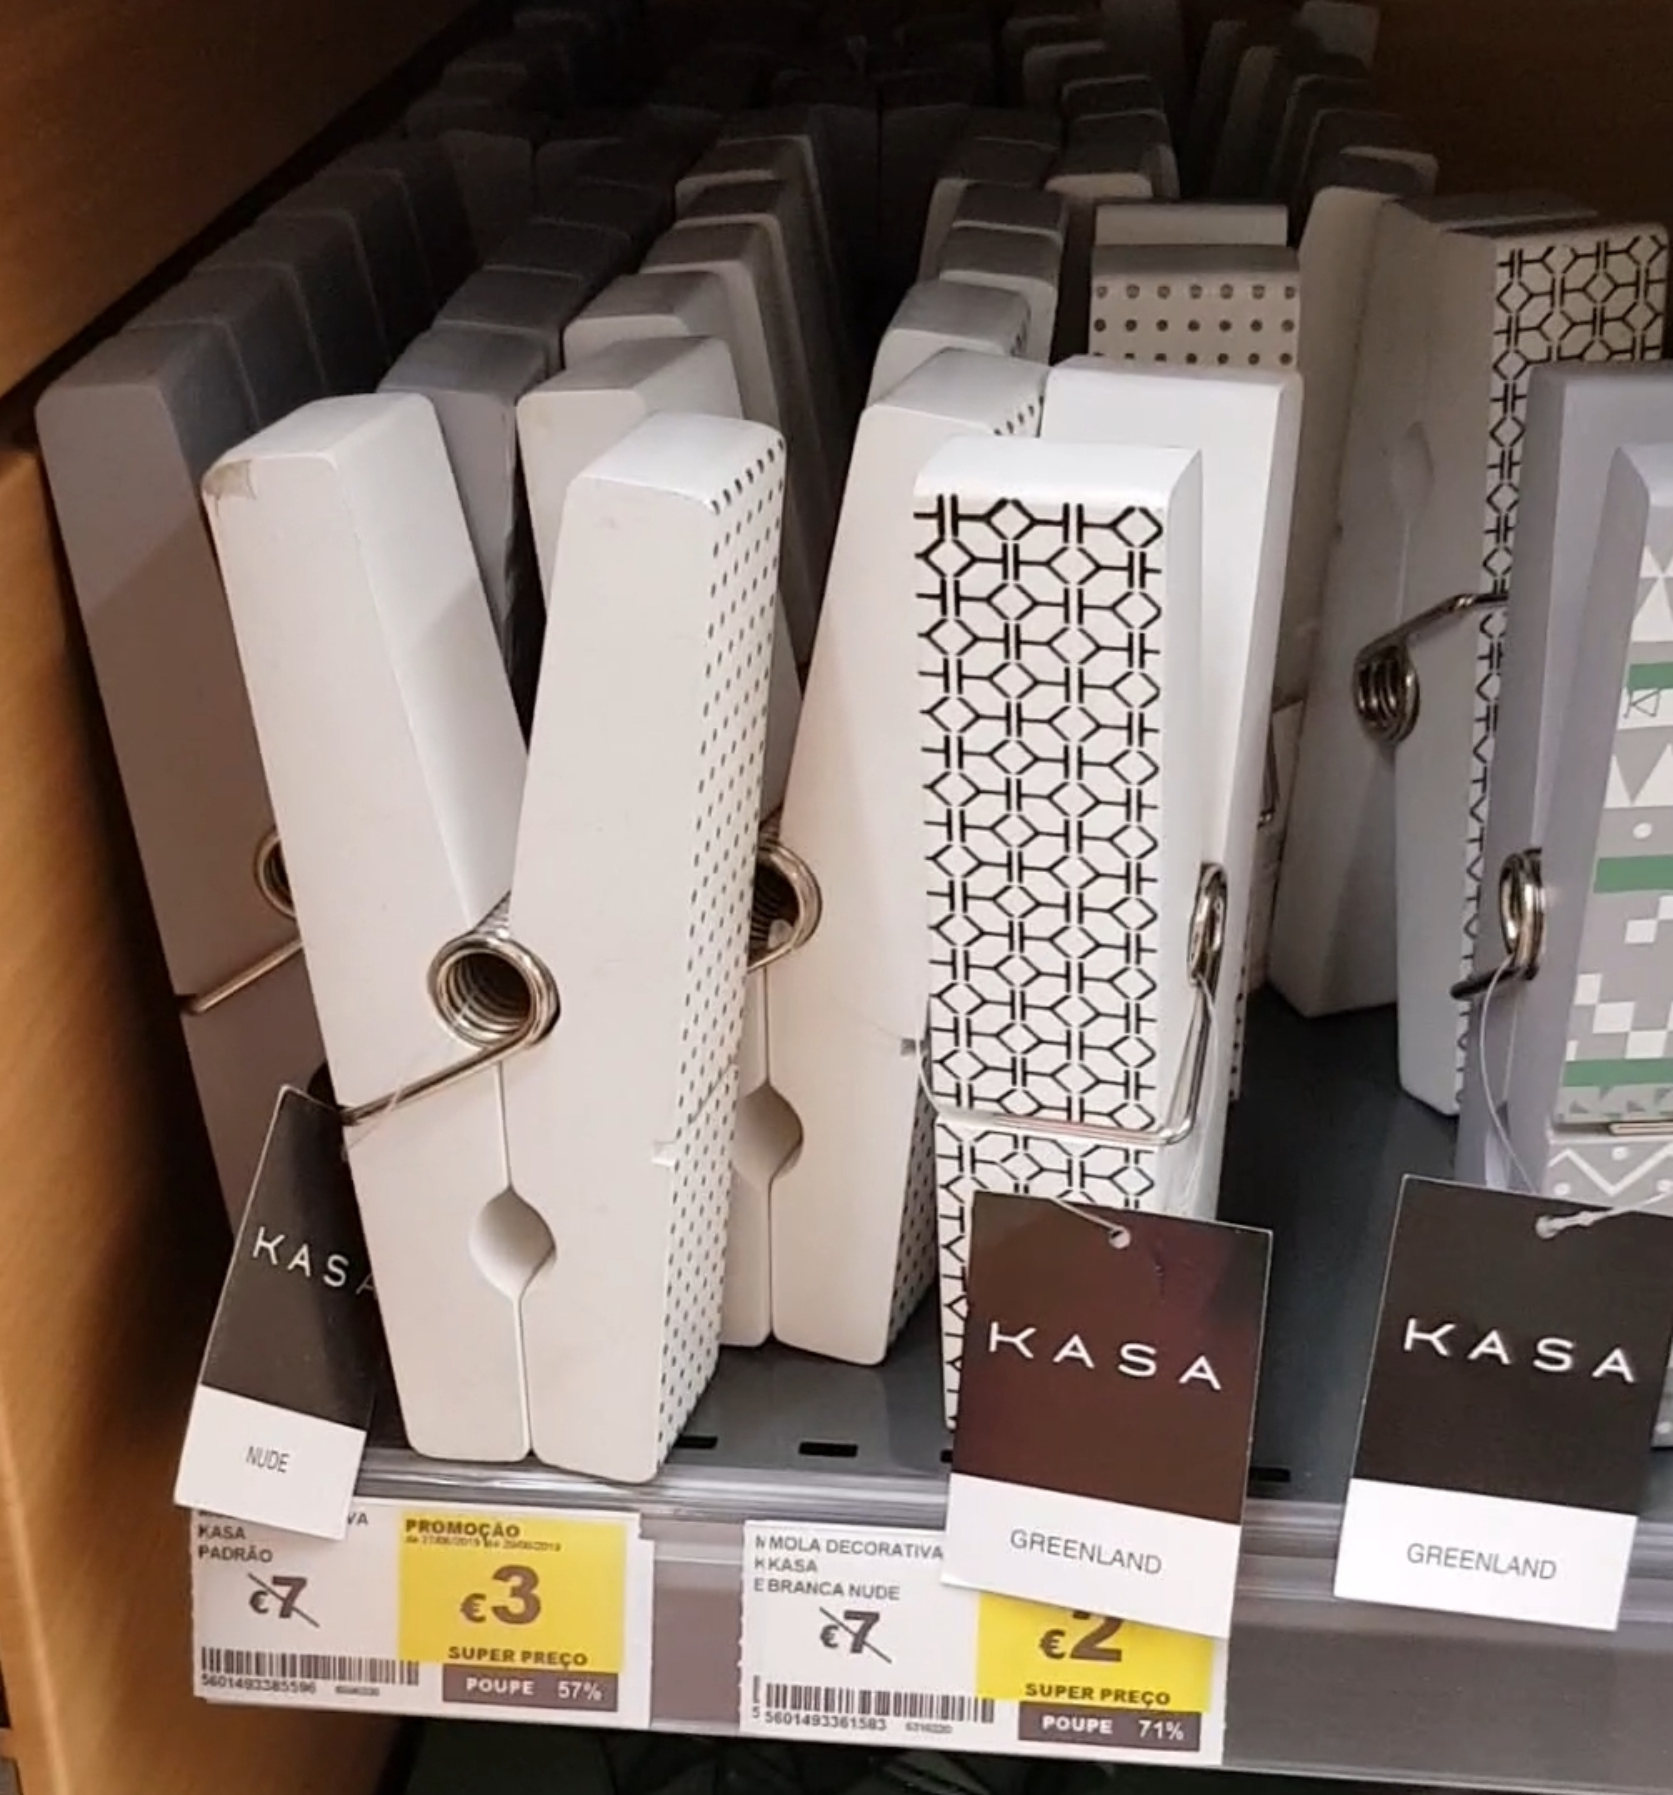 KASA
NUDE
KASA
GREENLAND
KASA
GREENLAND
VA
KASA
PADRÃO
€7
PROMOÇÃO
€3
SUPER PREÇO
POUPE 57%
5601493385596
MOLA DECORATIVA
KASA
BRANCA NUDE
€7
€2
SUPER PREÇO
POUPE 71%
5601493361583